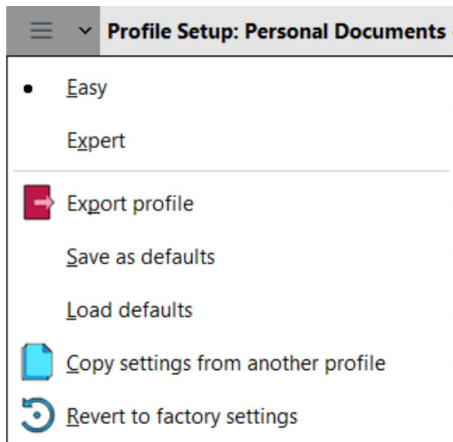 Profile Setup: Personal Documents
Easy
Expert
Export profile
Save as defaults
Load defaults
Copy settings from another profile
Revert to factory settings